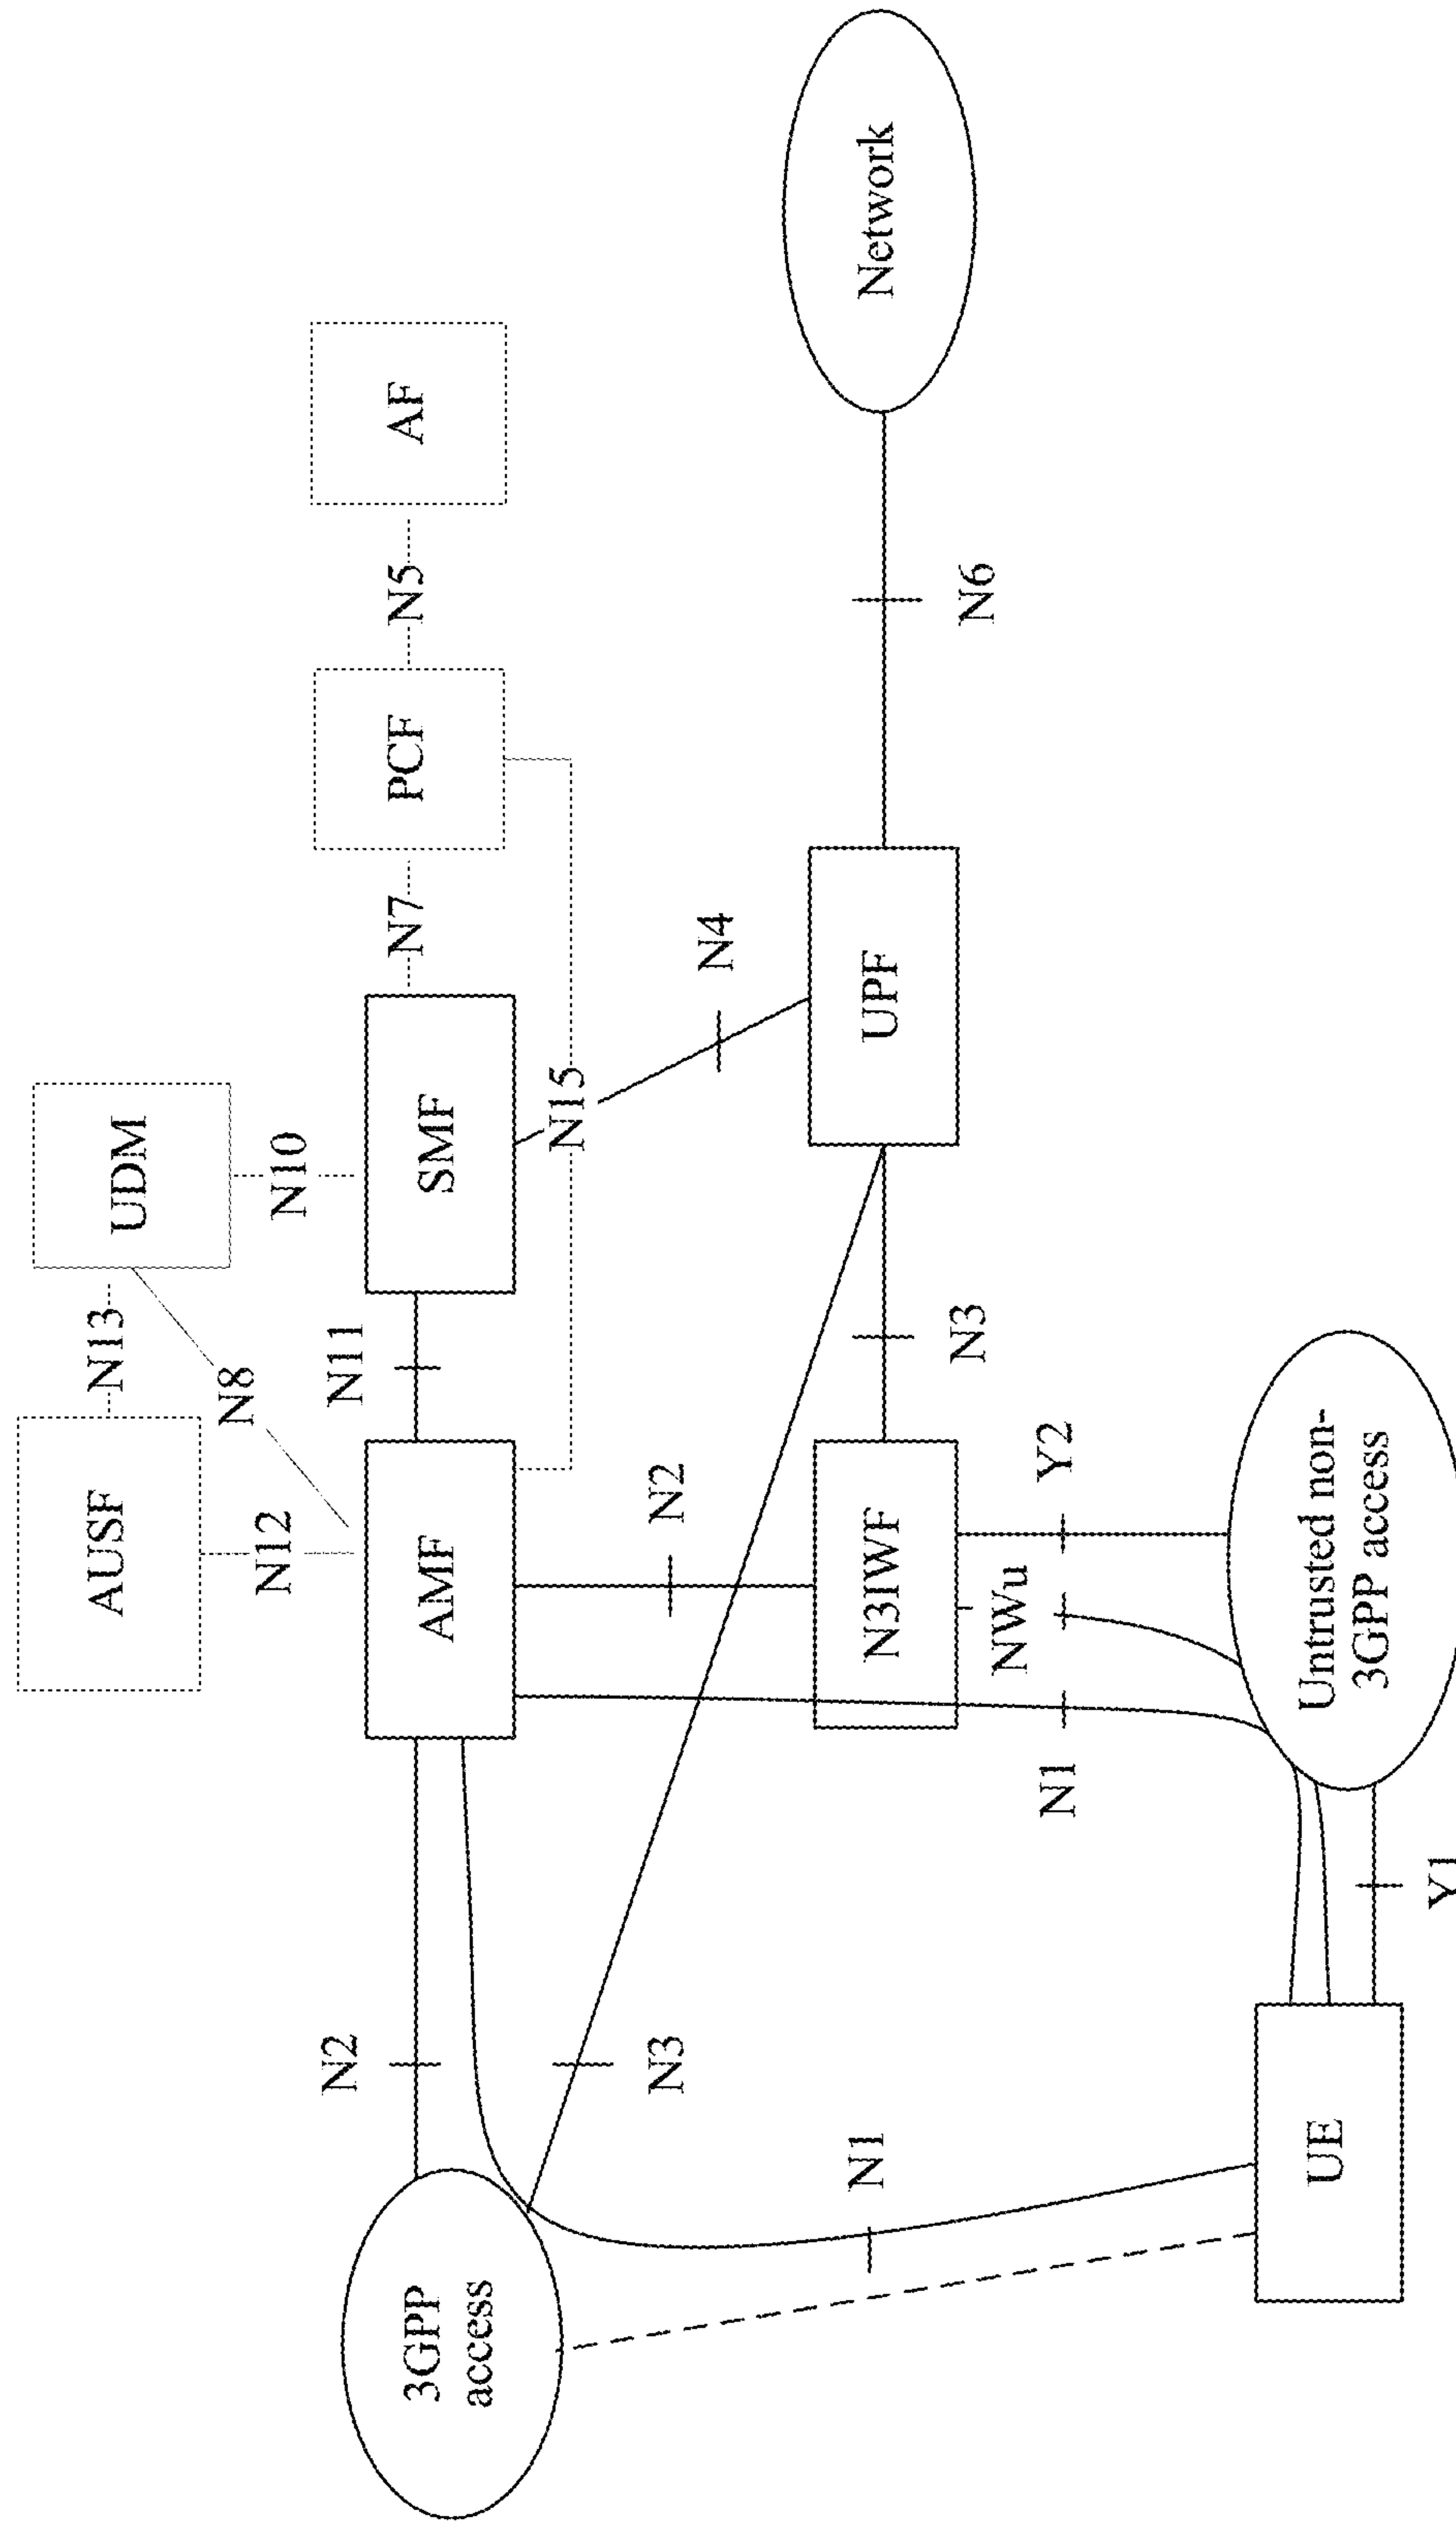 AUSF
N13
UDM
N12
N8
N10
3GPP
access
N2
AMF
N11
SMF
N7
PCF
N5
AF
N15
N3
N2
N4
N1
N3IWF
N3
UPF
N6
Network
NWu
N1
Y2
UE
Y1
Untrusted non-
3GPP access